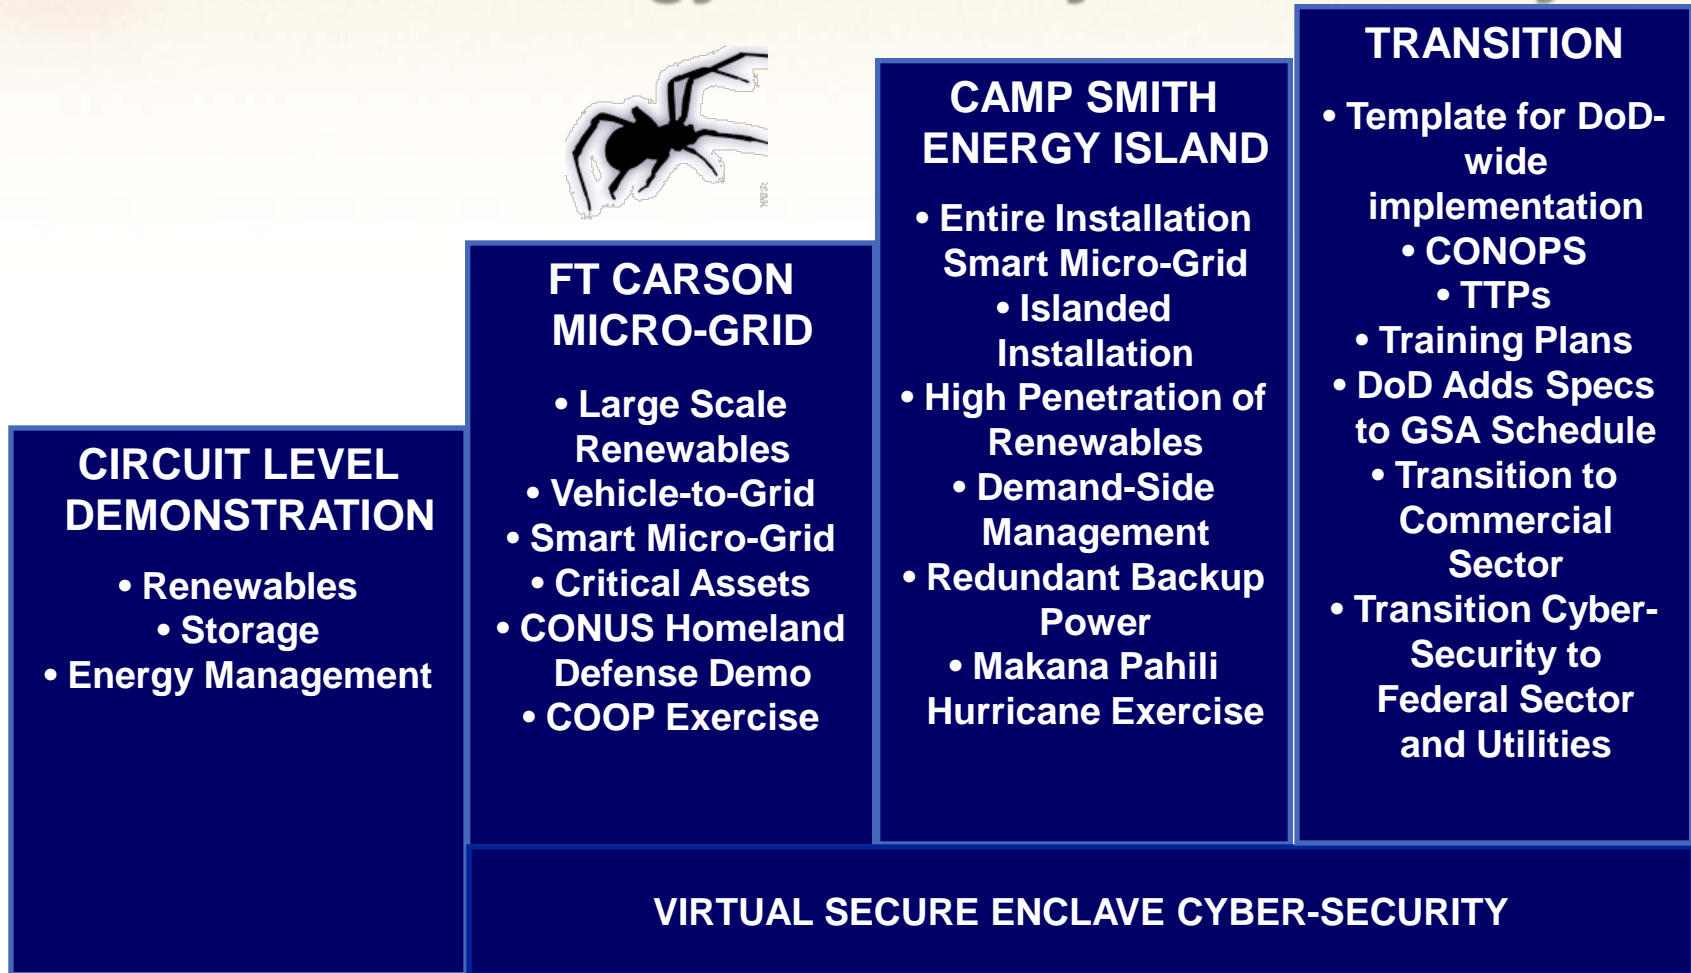 CIRCUIT LEVEL
DEMONSTRATION
• Renewables
• Storage
• Energy Management
FT CARSON
MICRO-GRID
• Large Scale
Renewables
• Vehicle-to-Grid
• Smart Micro-Grid
• Critical Assets
• CONUS Homeland
Defense Demo
• COOP Exercise
CAMP SMITH
ENERGY ISLAND
• Entire Installation
Smart Micro-Grid
• Islanded
Installation
• High Penetration of
Renewables
• Demand-Side
Management
• Redundant Backup
Power
• Makana Pahili
Hurricane Exercise
TRANSITION
• Template for DoD-
wide
implementation
• CONOPS
• TTPs
• Training Plans
• DoD Adds Specs
to GSA Schedule
• Transition to
Commercial
Sector
• Transition Cyber-
Security to
Federal Sector
and Utilities
VIRTUAL SECURE ENCLAVE CYBER-SECURITY